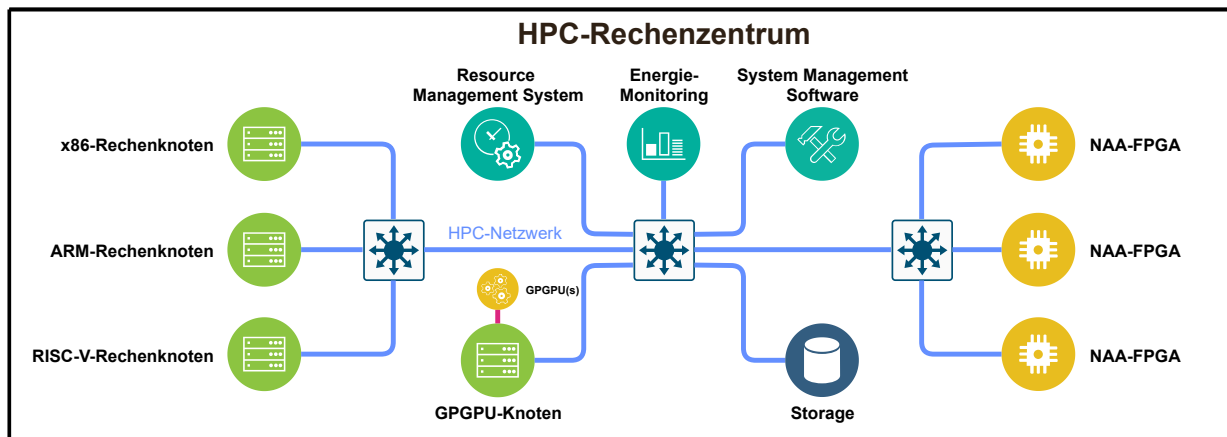 HPC-Rechenzentrum
Resource
Management System
Energie-
Monitoring
System Management
Software
x86-Rechenknoten
NAA-FPGA
HPC-Netzwerk
ARM-Rechenknoten
NAA-FPGA
GPGPU(s)
RISC-V-Rechenknoten
NAA-FPGA
GPGPU-Knoten
Storage